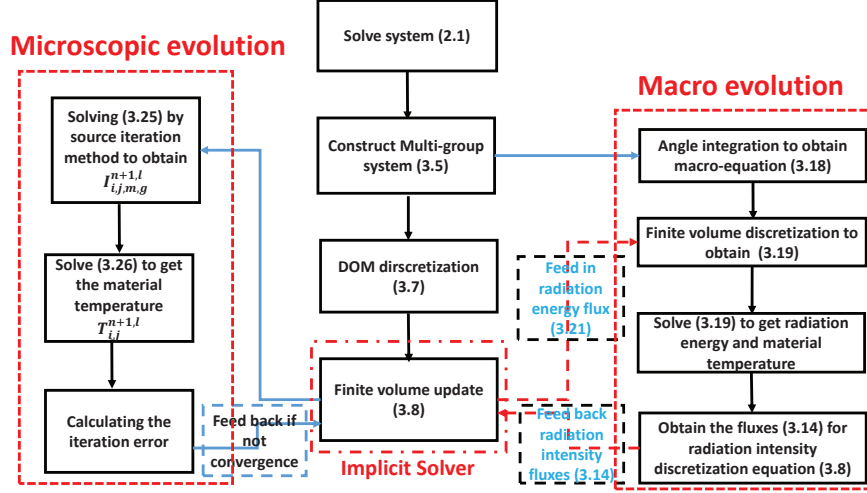 Microscopic evolution
Solving (3.25) by
source iteration
method to obtain
I_{i,j,m,g}^{n+1,l}
Solve (3.26) to get
the material
temperature
T_{i,j}^{n+1,l}
Calculating the
iteration error
Feed back if
not
convergence
Solve system (2.1)
Construct Multi-group
system (3.5)
DOM dirscretization
(3.7)
Finite volume update
(3.8)
Implicit Solver
Feed in
radiation
energy flux
(3.21)
Feed back
radiation
intensity
fluxes (3.14)
Macro evolution
Angle integration to obtain
macro-equation (3.18)
Finite volume discretization to
obtain (3.19)
Solve (3.19) to get radiation
energy and material
temperature
Obtain the fluxes (3.14) for
radiation intensity
discretization equation (3.8)